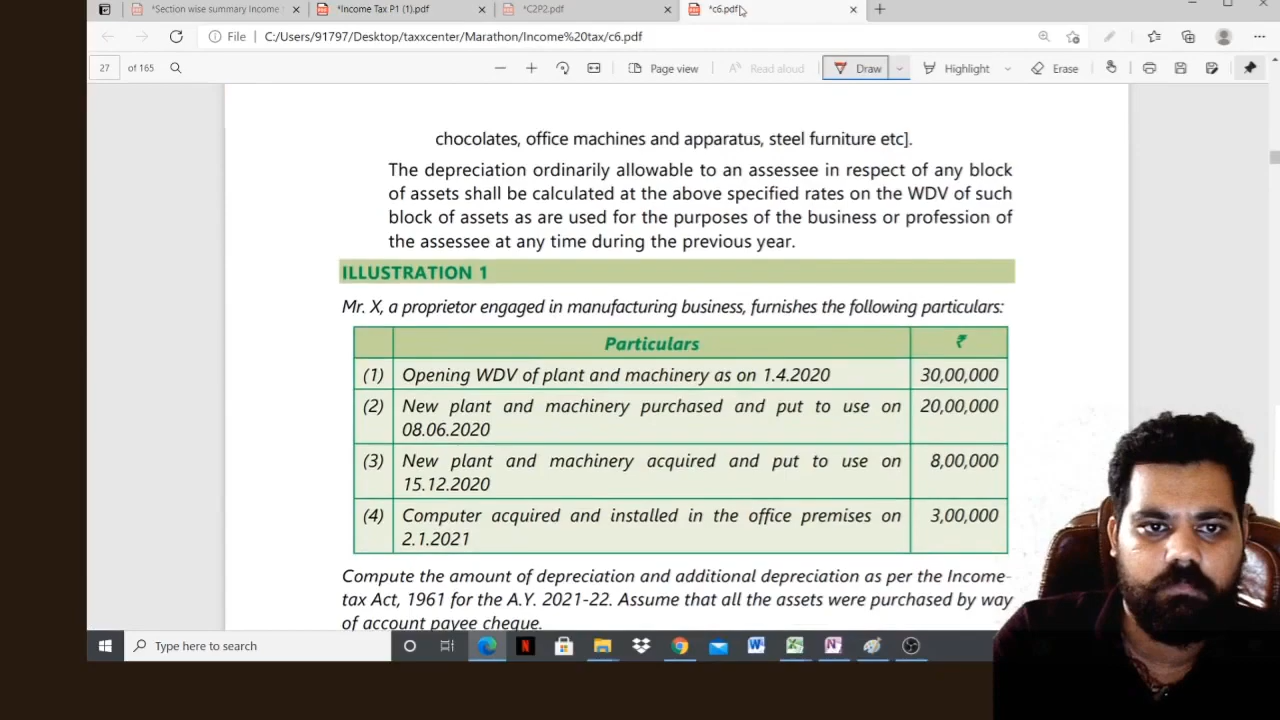 *Section wise summary Income
*Income Tax P1 (1).pdf
*C2P2.pdf
*c6.pdf
File
C:/Users/91797/Desktop/taxxcenter/Marathon/Income%20tax/c6.pdf
27 of 165
Page view
Read aloud
Draw
Highlight
Erase
chocolates, office machines and apparatus, steel furniture etc].
The depreciation ordinarily allowable to an assessee in respect of any block
of assets shall be calculated at the above specified rates on the WDV of such
block of assets as are used for the purposes of the business or profession of
the assessee at any time during the previous year.
ILLUSTRATION 1
Mr. X, a proprietor engaged in manufacturing business, furnishes the following particulars:
Particulars ₹
(1) Opening WDV of plant and machinery as on 1.4.2020 30,00,000
(2) New plant and machinery purchased and put to use on 20,00,000
08.06.2020
(3) New plant and machinery acquired and put to use on 8,00,000
15.12.2020
(4) Computer acquired and installed in the office premises on 3,00,000
2.1.2021
Compute the amount of depreciation and additional depreciation as per the Income-
tax Act, 1961 for the A.Y. 2021-22. Assume that all the assets were purchased by way
of account payee cheque.
Type here to search